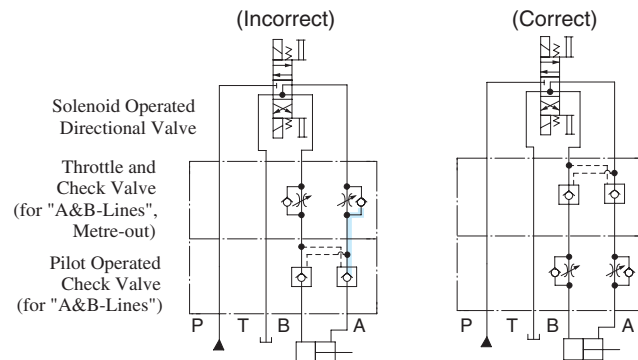 (Incorrect)
(Correct)
Solenoid Operated
Directional Valve
Throttle and
Check Valve
(for "A&B-Lines",
Metre-out)
Pilot Operated
Check Valve
(for "A&B-Lines")
P T B A
P T B A